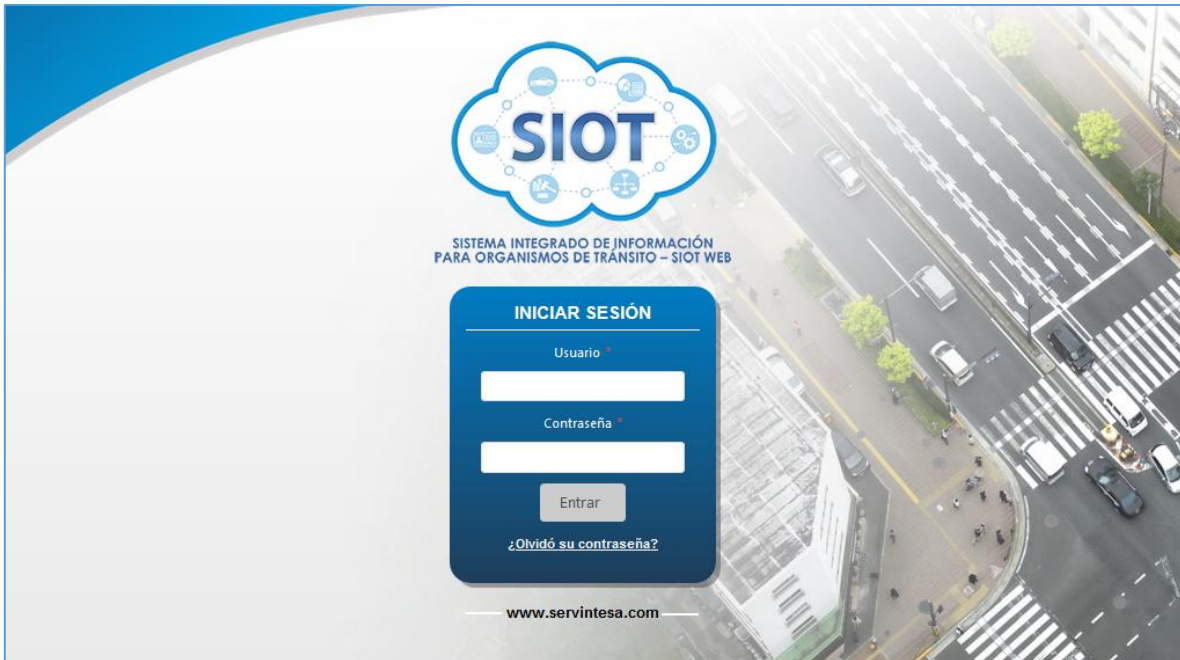 SIOT
SISTEMA INTEGRADO DE INFORMACIÓN
PARA ORGANISMOS DE TRÁNSITO – SIOT WEB
INICIAR SESIÓN
Usuario *
Contraseña *
Entrar
¿Olvidó su contraseña?
www.servintesa.com